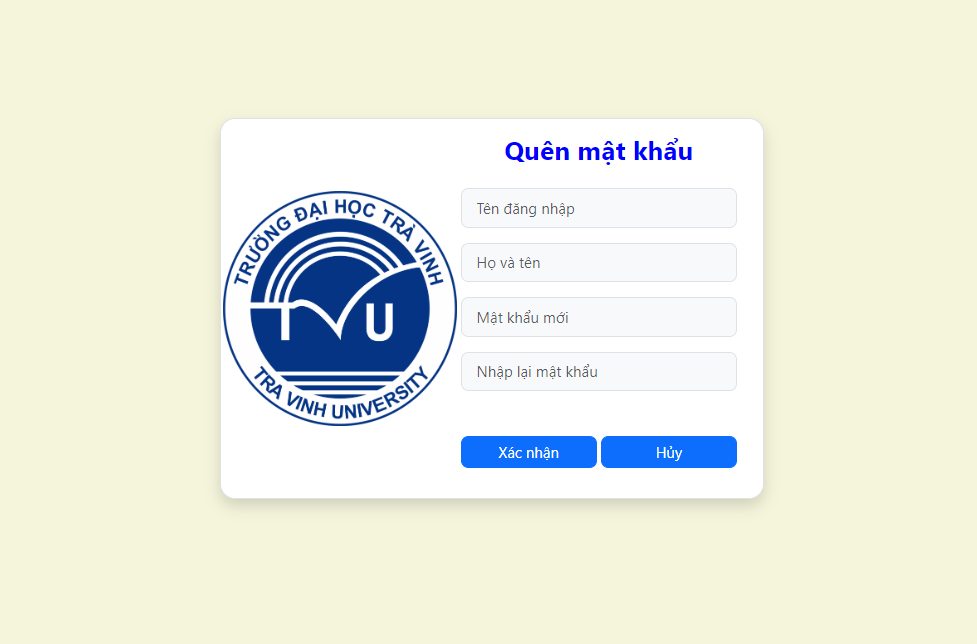 TRƯỜNG ĐẠI HỌC TRÀ VINH
TVU
TRA VINH UNIVERSITY
Quên mật khẩu
Tên đăng nhập
Họ và tên
Mật khẩu mới
Nhập lại mật khẩu
Xác nhận
Hủy